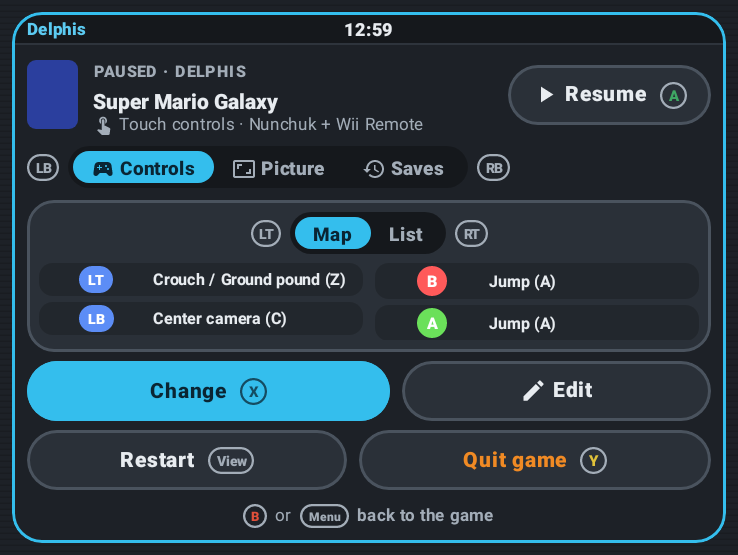 Delphis 12:59
PAUSED · DELPHIS
Super Mario Galaxy
Touch controls · Nunchuk + Wii Remote
Resume A
LB Controls Picture Saves RB
LT Map List RT
LT Crouch / Ground pound (Z)
B Jump (A)
LB Center camera (C)
A Jump (A)
Change X
Edit
Restart View
Quit game Y
B or Menu back to the game